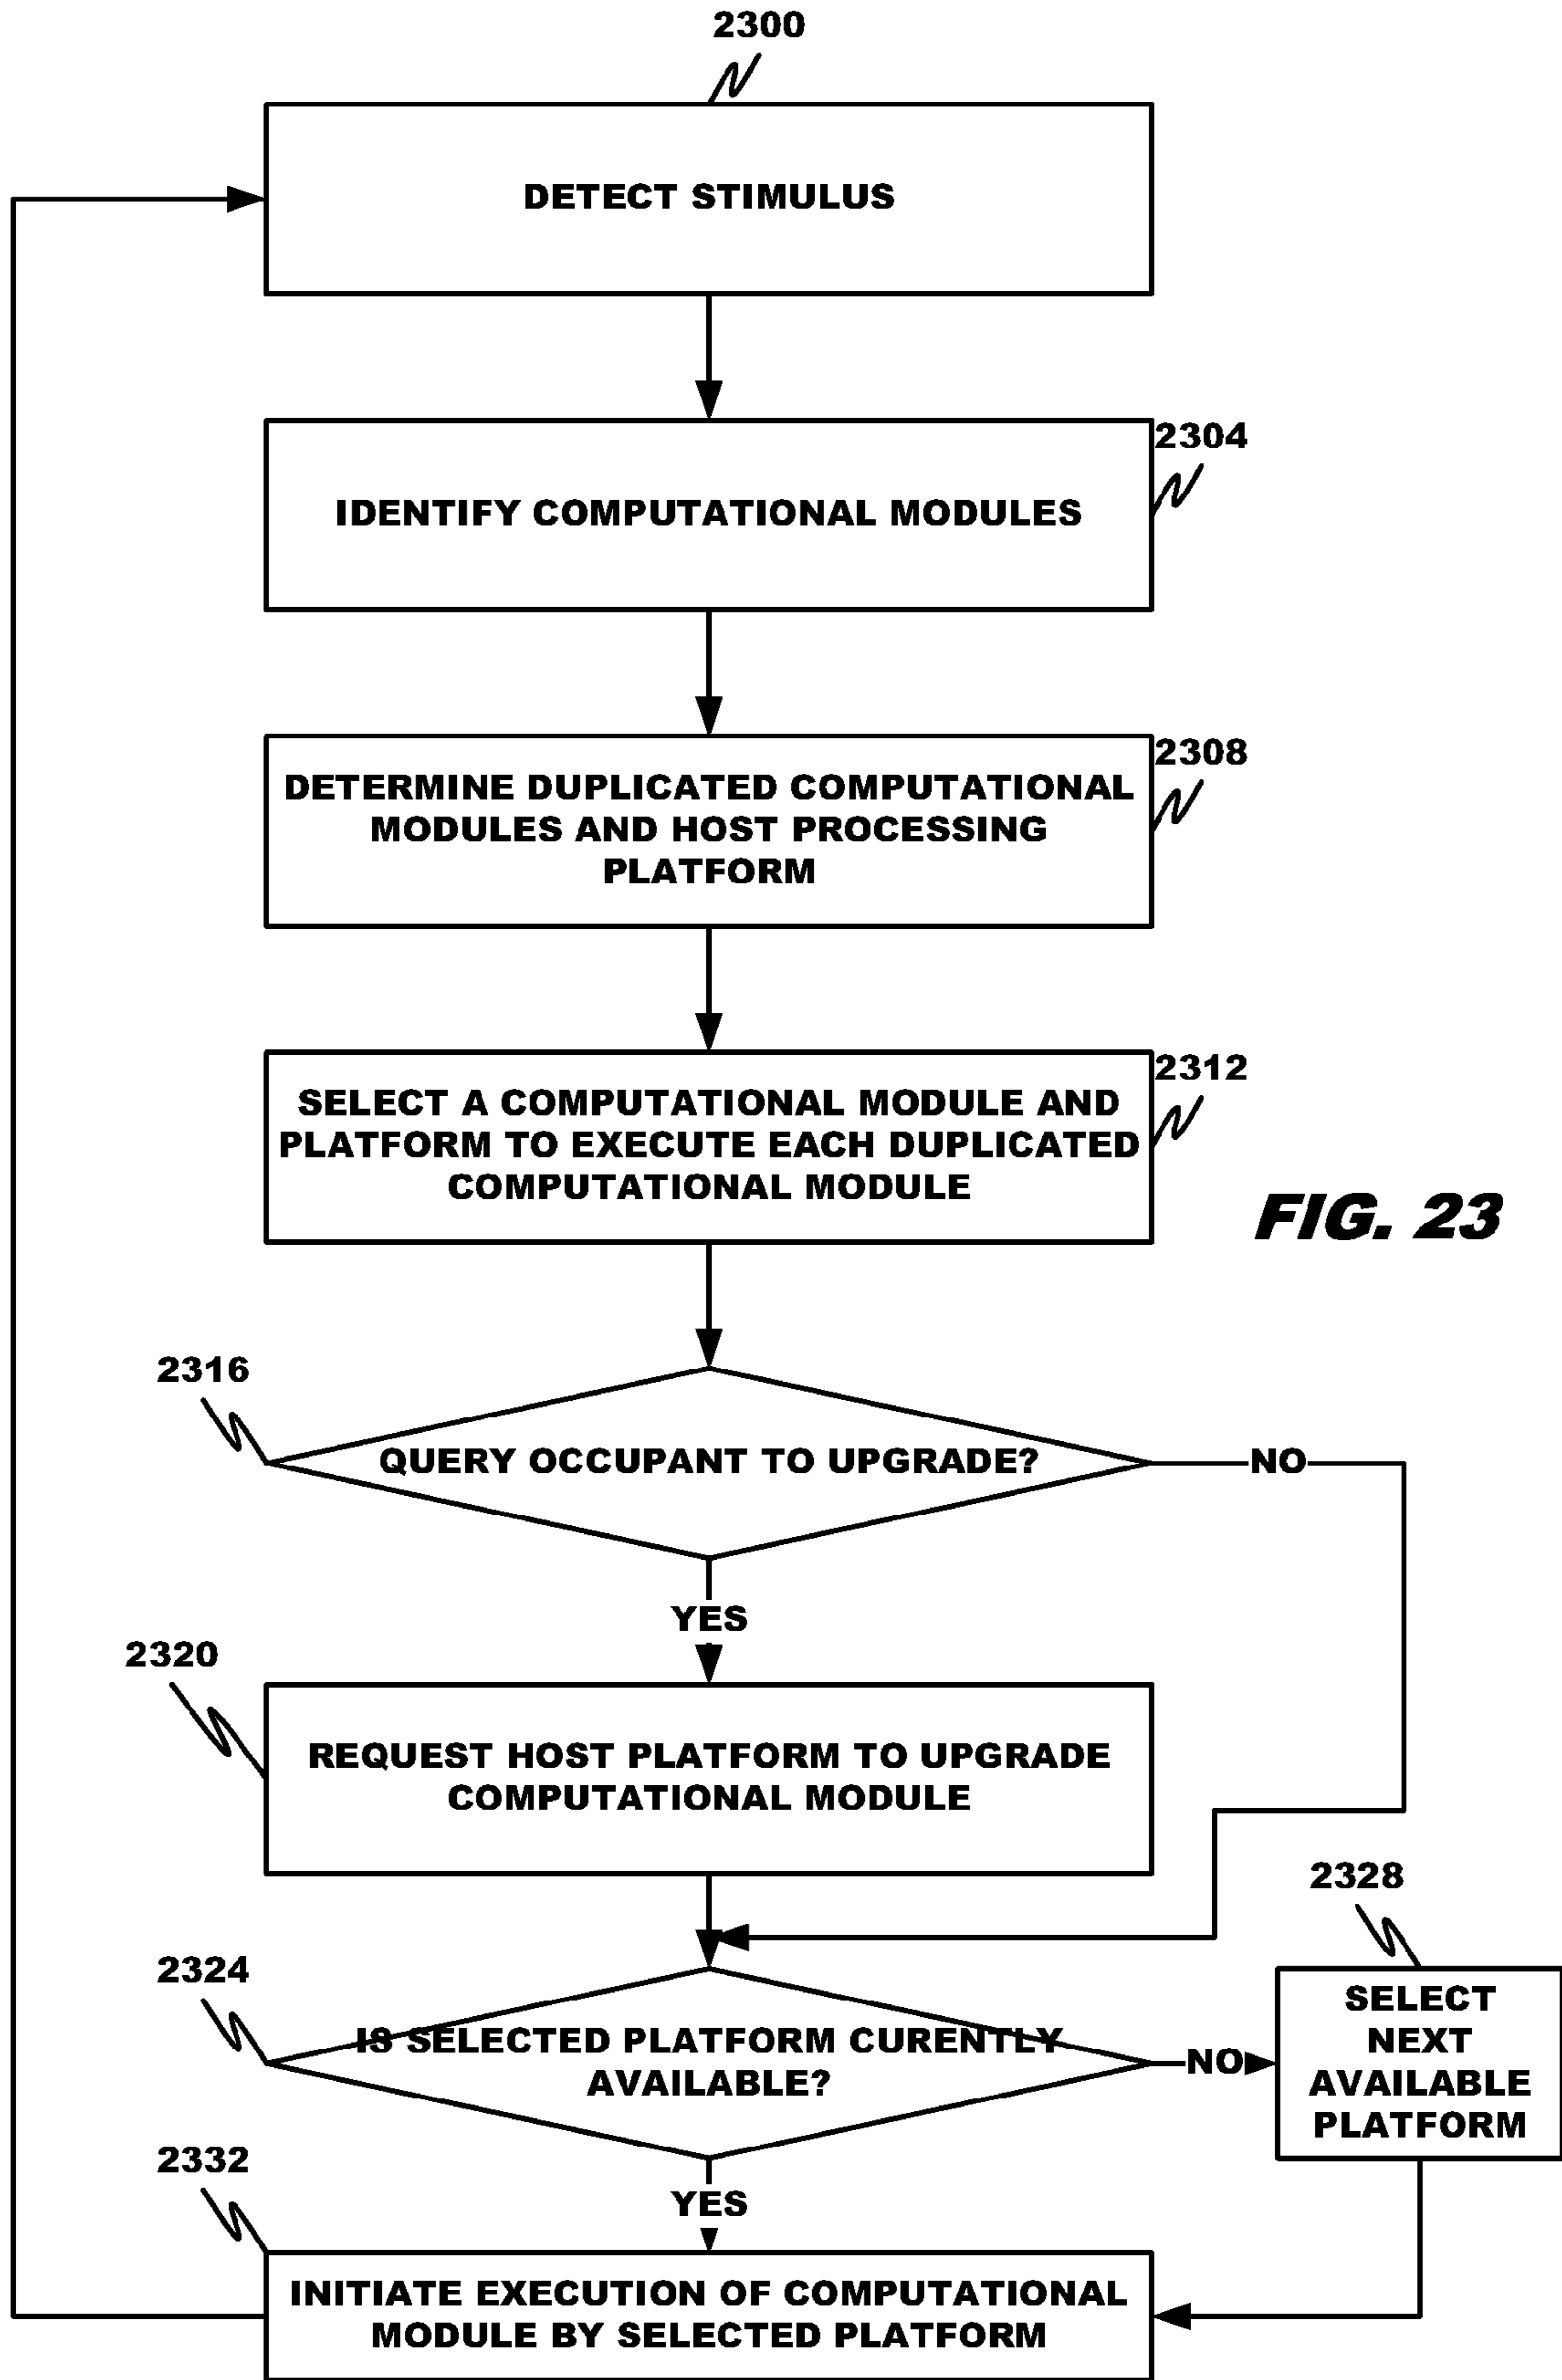 2300
DETECT STIMULUS
2304
IDENTIFY COMPUTATIONAL MODULES
2308
DETERMINE DUPLICATED COMPUTATIONAL
MODULES AND HOST PROCESSING
PLATFORM
2312
SELECT A COMPUTATIONAL MODULE AND
PLATFORM TO EXECUTE EACH DUPLICATED
COMPUTATIONAL MODULE
FIG. 23
2316
QUERY OCCUPANT TO UPGRADE?
NO
YES
2320
REQUEST HOST PLATFORM TO UPGRADE
COMPUTATIONAL MODULE
2324
IS SELECTED PLATFORM CURENTLY
AVAILABLE?
NO
2328
SELECT
NEXT
AVAILABLE
PLATFORM
YES
2332
INITIATE EXECUTION OF COMPUTATIONAL
MODULE BY SELECTED PLATFORM